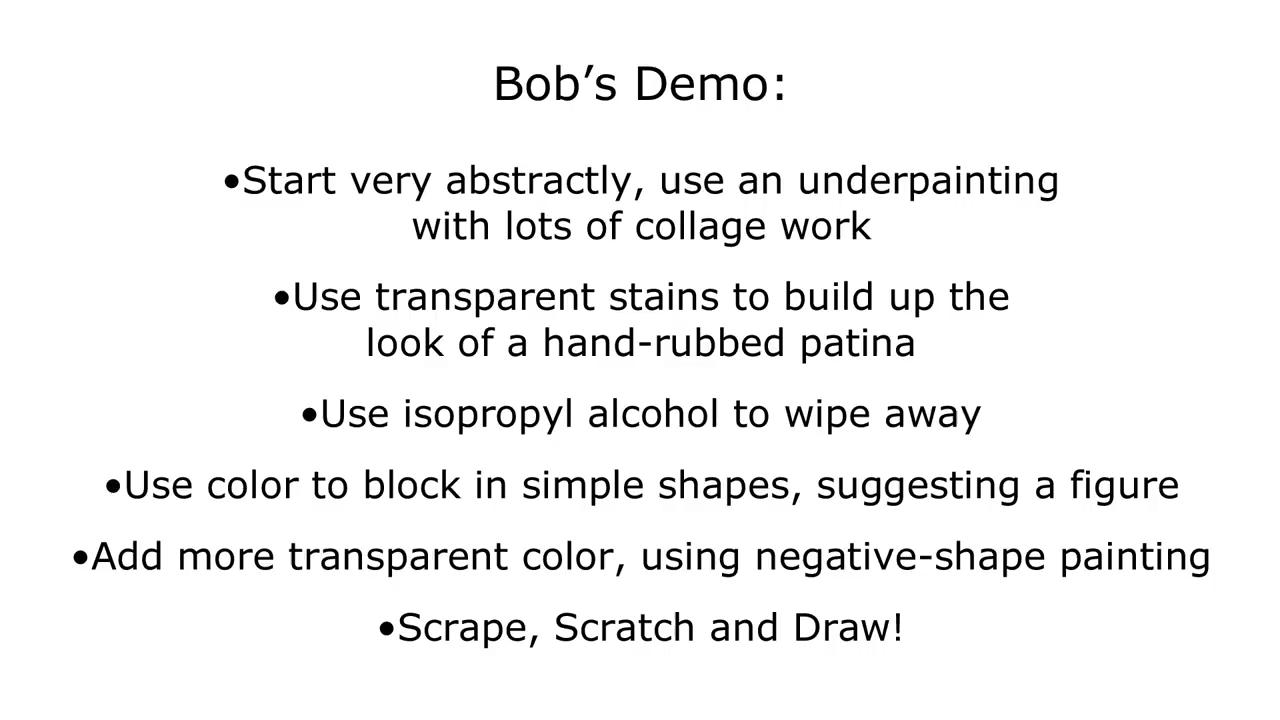 Bob’s Demo:
•Start very abstractly, use an underpainting
with lots of collage work
•Use transparent stains to build up the
look of a hand-rubbed patina
•Use isopropyl alcohol to wipe away
•Use color to block in simple shapes, suggesting a figure
•Add more transparent color, using negative-shape painting
•Scrape, Scratch and Draw!